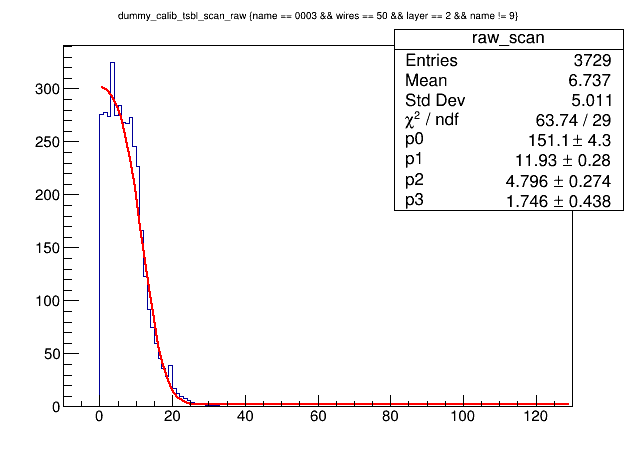 dummy_calib_tsbl_scan_raw {name == 0003 && wires == 50 && layer == 2 && name != 9}
raw_scan
Entries 3729
Mean 6.737
Std Dev 5.011
χ² / ndf 63.74 / 29
p0 151.1 ± 4.3
p1 11.93 ± 0.28
p2 4.796 ± 0.274
p3 1.746 ± 0.438
300
250
200
150
100
50
0
0 20 40 60 80 100 120